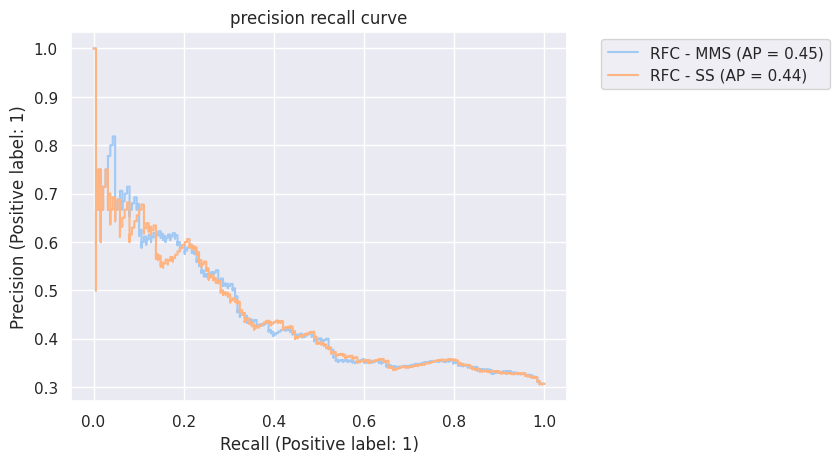 precision recall curve
RFC - MMS (AP = 0.45)
RFC - SS (AP = 0.44)
Precision (Positive label: 1)
1.0
0.9
0.8
0.7
0.6
0.5
0.4
0.3
0.0 0.2 0.4 0.6 0.8 1.0
Recall (Positive label: 1)